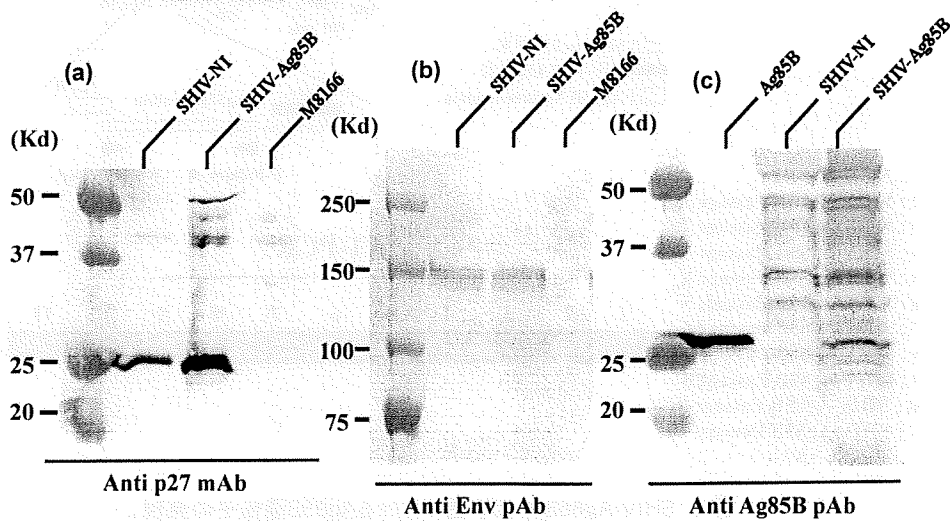 (a)
SHIV-NI
SHIV-Ag85B
M8166
(Kd)
50
37
25
20
Anti p27 mAb
(b)
SHIV-NI
SHIV-Ag85B
M8166
(Kd)
250
150
100
75
Anti Env pAb
(c)
Ag85B
SHIV-NI
SHIV-Ag85B
(Kd)
50
37
25
20
Anti Ag85B pAb